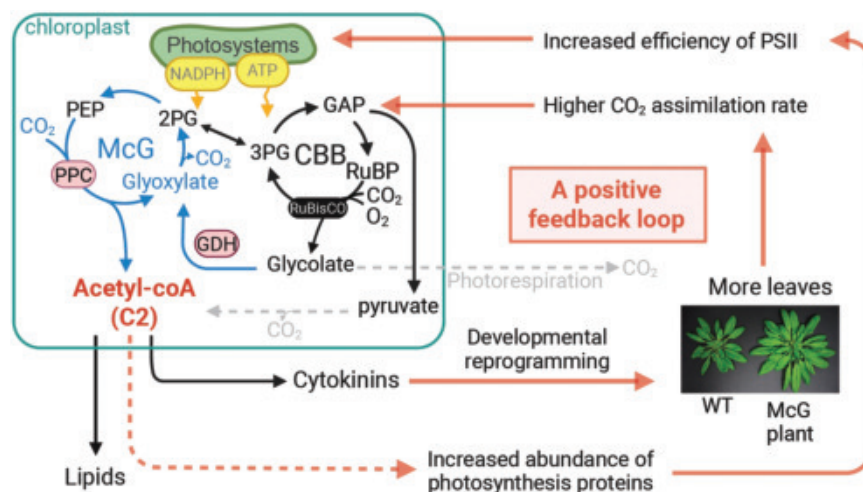 chloroplast
Photosystems
NADPH
ATP
Increased efficiency of PSII
PEP
2PG
GAP
Higher CO₂ assimilation rate
CO₂
McG
CO₂
3PG
CBB
PPC
Glyoxylate
RuBP
CO₂
O₂
RuBisCO
A positive
feedback loop
GDH
Glycolate
CO₂
Photorespiration
Acetyl-coA
(C2)
pyruvate
CO₂
More leaves
Developmental
reprogramming
Cytokinins
WT
McG
plant
Lipids
Increased abundance of
photosynthesis proteins